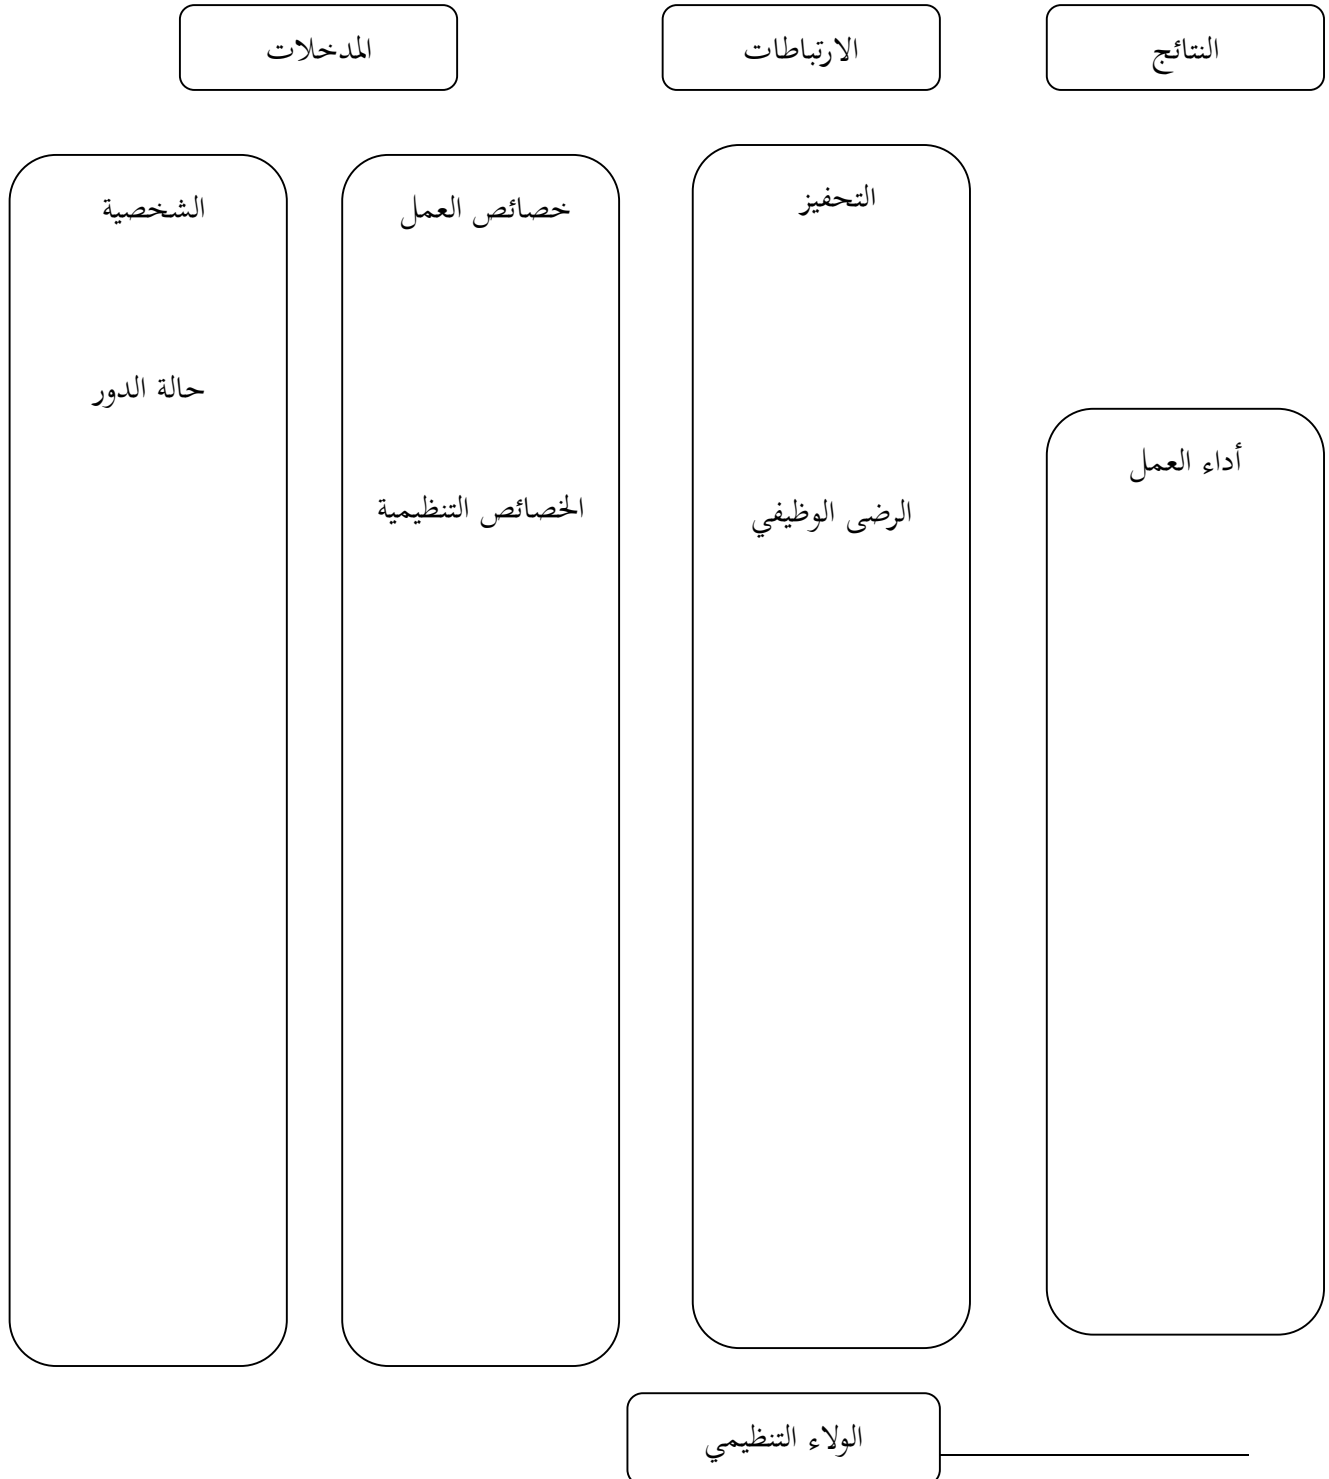 النتائج
الارتباطات
المدخلات
التحفيز
خصائص العمل
الشخصية
حالة الدور
أداء العمل
الرضى الوظيفي
الخصائص التنظيمية
الولاء التنظيمي